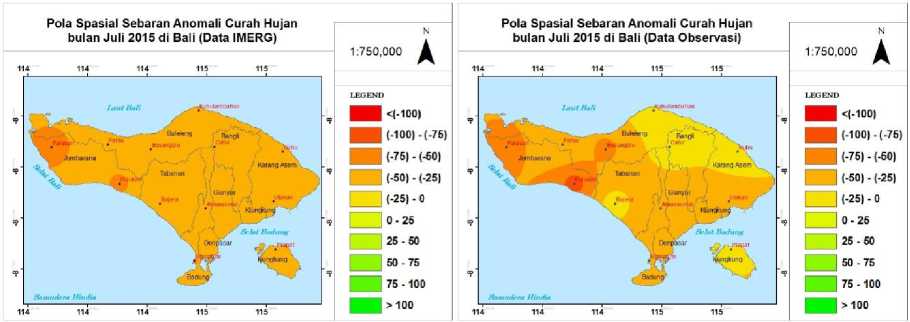 Pola Spasial Sebaran Anomali Curah Hujan
bulan Juli 2015 di Bali (Data IMERG)
N
1:750,000
114 114 114 115 115
Laut Bali
Buleleng
Bangli
Jembrana
Karang Asem
Tabanan
Gianyar
Klungkung
Selat Bali
Selat Badung
Denpasar
Klungkung
Badung
Samudera Hindia
114 114 114 115 115
LEGEND
<(-100)
(-100) - (-75)
(-75) - (-50)
(-50) - (-25)
(-25) - 0
0 - 25
25 - 50
50 - 75
75 - 100
> 100
Pola Spasial Sebaran Anomali Curah Hujan
bulan Juli 2015 di Bali (Data Observasi)
N
1:750,000
114 114 114 115 115
Laut Bali
Buleleng
Bangli
Jembrana
Karang Asem
Tabanan
Gianyar
Klungkung
Selat Bali
Selat Badung
Denpasar
Klungkung
Badung
Samudera Hindia
114 114 114 115 115
LEGEND
<(-100)
(-100) - (-75)
(-75) - (-50)
(-50) - (-25)
(-25) - 0
0 - 25
25 - 50
50 - 75
75 - 100
> 100